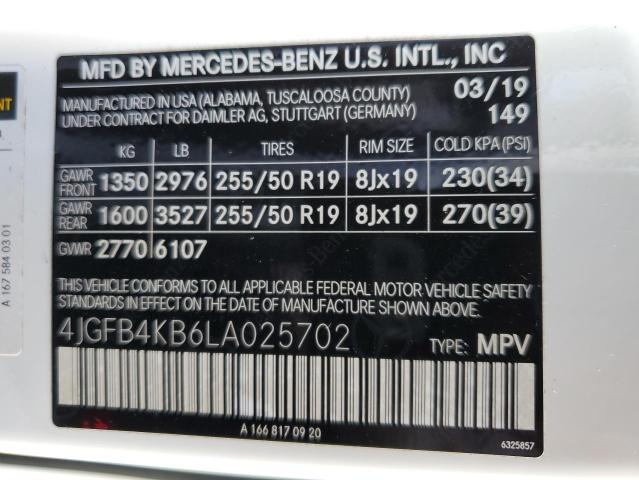 MFD BY MERCEDES-BENZ U.S. INTL., INC
MANUFACTURED IN USA (ALABAMA, TUSCALOOSA COUNTY) 03/19
UNDER CONTRACT FOR DAIMLER AG, STUTTGART (GERMANY) 149
KG LB TIRES RIM SIZE COLD KPA (PSI)
GAWR FRONT 1350 2976 255/50 R19 8Jx19 230(34)
GAWR REAR 1600 3527 255/50 R19 8Jx19 270(39)
GVWR 2770 6107
THIS VEHICLE CONFORMS TO ALL APPLICABLE FEDERAL MOTOR VEHICLE SAFETY
STANDARDS IN EFFECT ON THE DATE OF MANUFACTURE SHOWN ABOVE.
4JGFB4KB6LA025702 TYPE: MPV
A 166 817 09 20
6325857
A 167 584 03 01